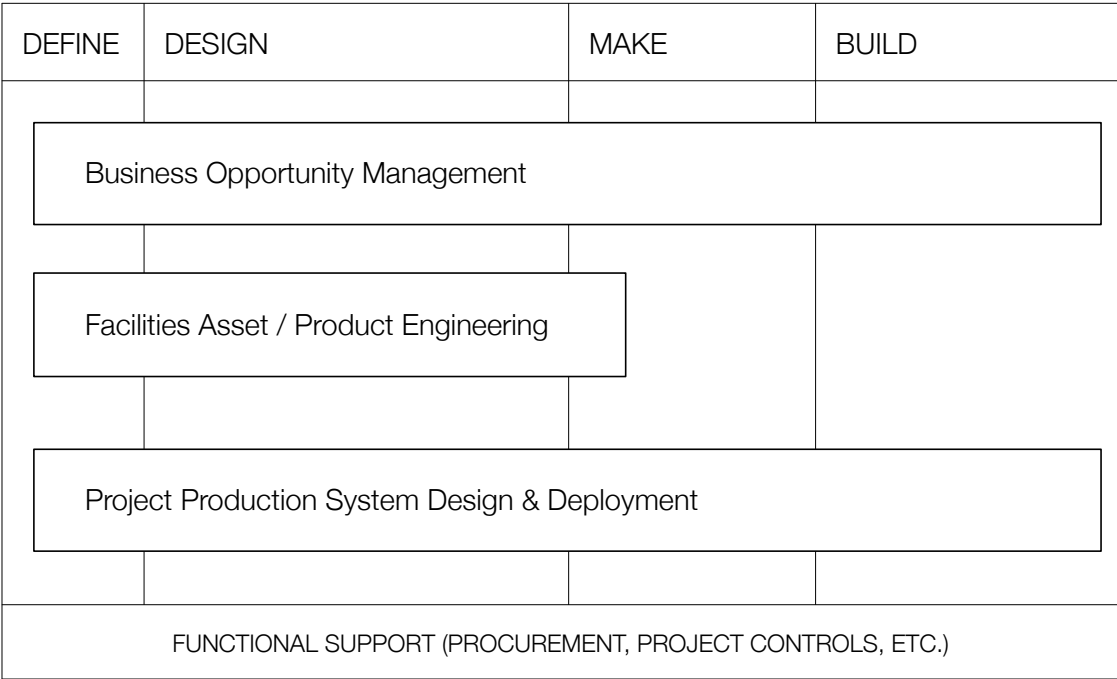 DEFINE
DESIGN
MAKE
BUILD
Business Opportunity Management
Facilities Asset / Product Engineering
Project Production System Design & Deployment
FUNCTIONAL SUPPORT (PROCUREMENT, PROJECT CONTROLS, ETC.)